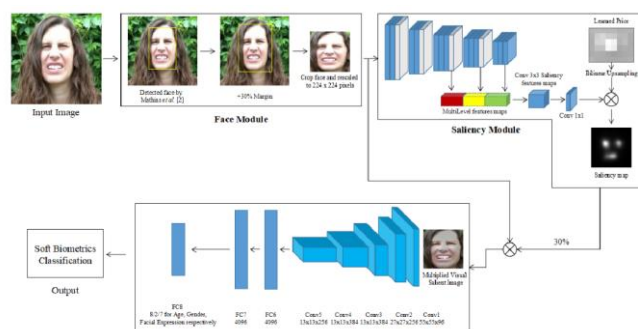 Input Image
Detected face by
Mathias et al. [2]
+30% Margin
Crop face and rescaled
to 224 x 224 pixels
Face Module
Learned Prior
Bilinear Upsampling
Conv 3x3 Saliency
features maps
MultiLevel features maps
Conv 1x1
Saliency map
Saliency Module
30%
Multiplied Visual
Salient Image
Soft Biometrics
Classification
Output
FC8
8/2/7 for Age, Gender,
Facial Expression respectively
FC7
4096
FC6
4096
Conv5
13x13x256
Conv4
13x13x384
Conv3
13x13x384
Conv2
27x27x256
Conv1
55x55x96